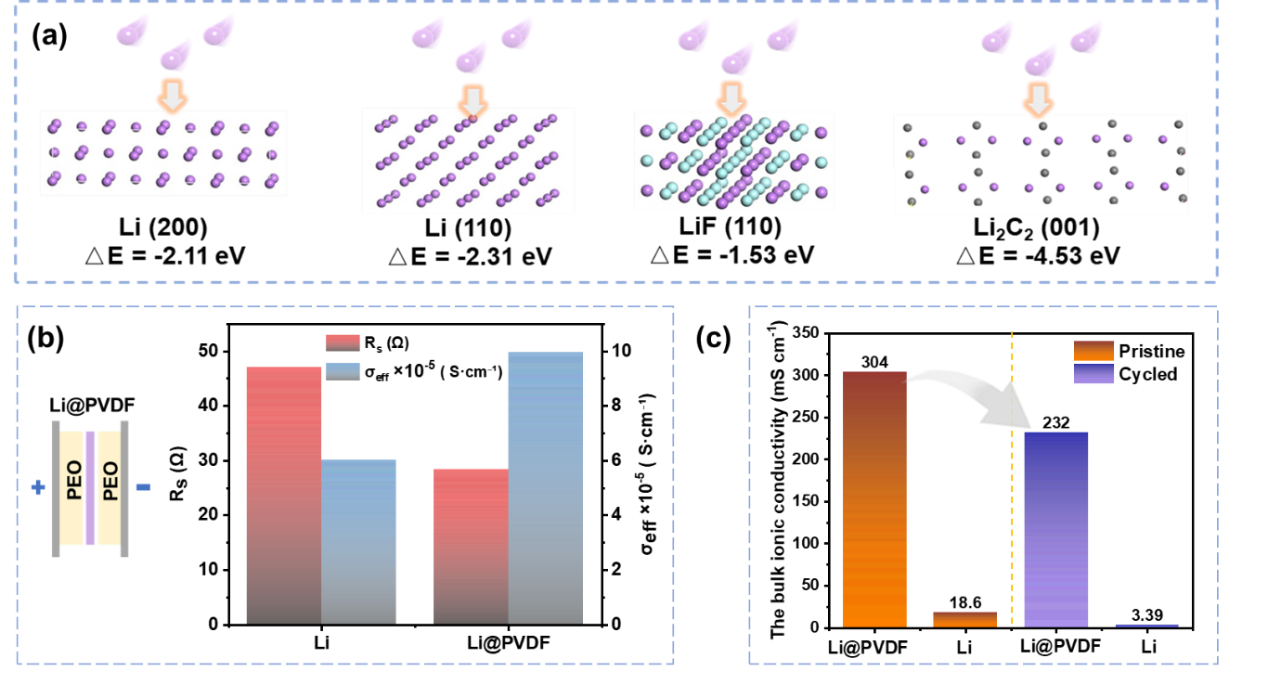 (a)
Li (200)
△E = -2.11 eV
Li (110)
△E = -2.31 eV
LiF (110)
△E = -1.53 eV
Li₂C₂ (001)
△E = -4.53 eV
(b)
Li@PVDF
+
PEO
PEO
-
Rₛ (Ω)
50
40
30
20
10
0
Rₛ (Ω)
σeff ×10⁻⁵ ( S·cm⁻¹)
10
8
6
4
2
0
σeff ×10⁻⁵ ( S·cm⁻¹)
Li
Li@PVDF
(c)
The bulk ionic conductivity (mS cm⁻¹)
350
300
250
200
150
100
50
0
Pristine
Cycled
304
18.6
232
3.39
Li@PVDF
Li
Li@PVDF
Li